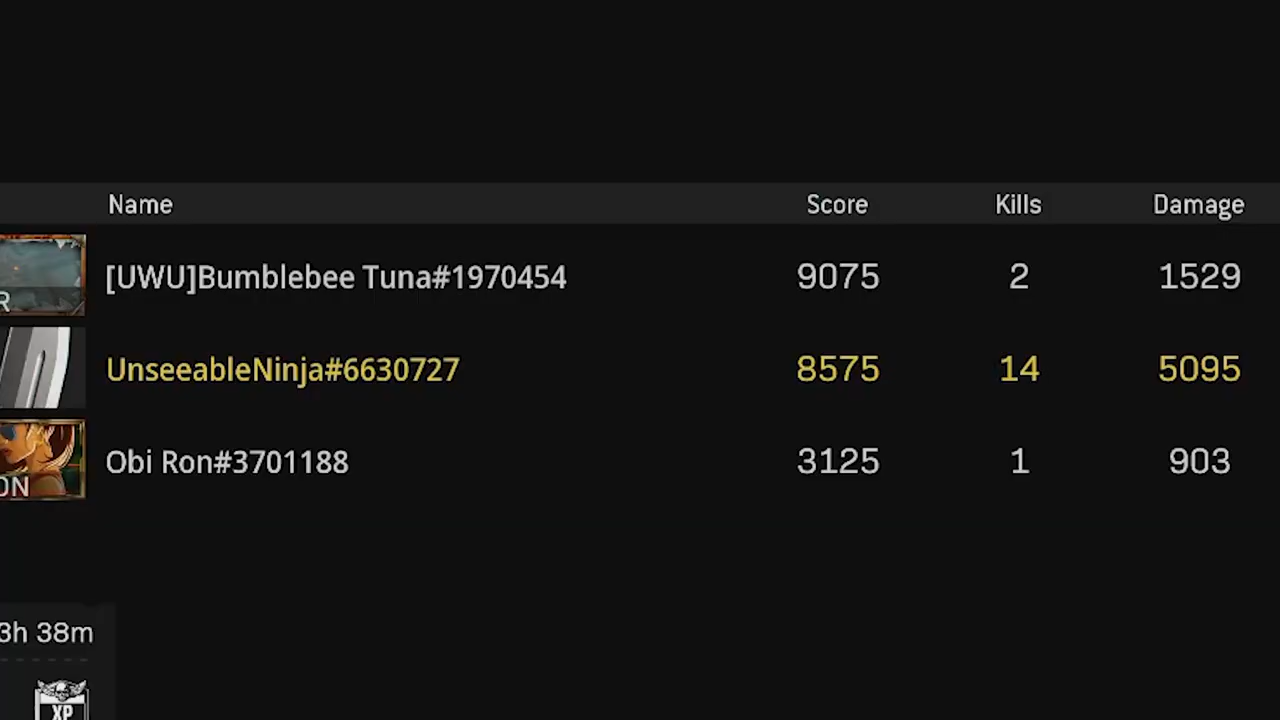 Name Score Kills Damage
R
[UWU]Bumblebee Tuna#1970454 9075 2 1529
UnseeableNinja#6630727 8575 14 5095
ON
Obi Ron#3701188 3125 1 903
3h 38m
XP